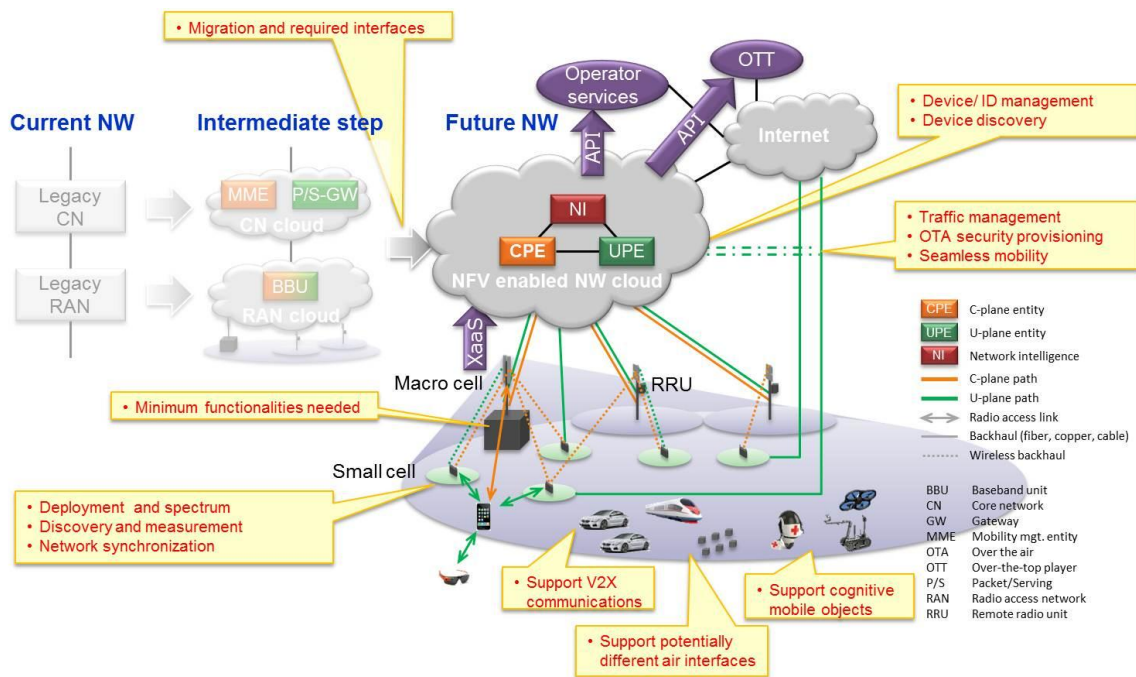 • Migration and required interfaces
OTT
Operator
services
• Device/ ID management
• Device discovery
Current NW
Intermediate step
Future NW
API
API
Internet
Legacy
CN
MME
P/S-GW
CN cloud
NI
CPE
UPE
NFV enabled NW cloud
• Traffic management
• OTA security provisioning
• Seamless mobility
Legacy
RAN
BBU
RAN cloud
XaaS
Macro cell
RRU
• Minimum functionalities needed
Small cell
• Deployment and spectrum
• Discovery and measurement
• Network synchronization
• Support V2X
communications
• Support potentially
different air interfaces
• Support cognitive
mobile objects
CPE C-plane entity
UPE U-plane entity
NI Network intelligence
C-plane path
U-plane path
Radio access link
Backhaul (fiber, copper, cable)
Wireless backhaul
BBU Baseband unit
CN Core network
GW Gateway
MME Mobility mgt. entity
OTA Over the air
OTT Over-the-top player
P/S Packet/Serving
RAN Radio access network
RRU Remote radio unit